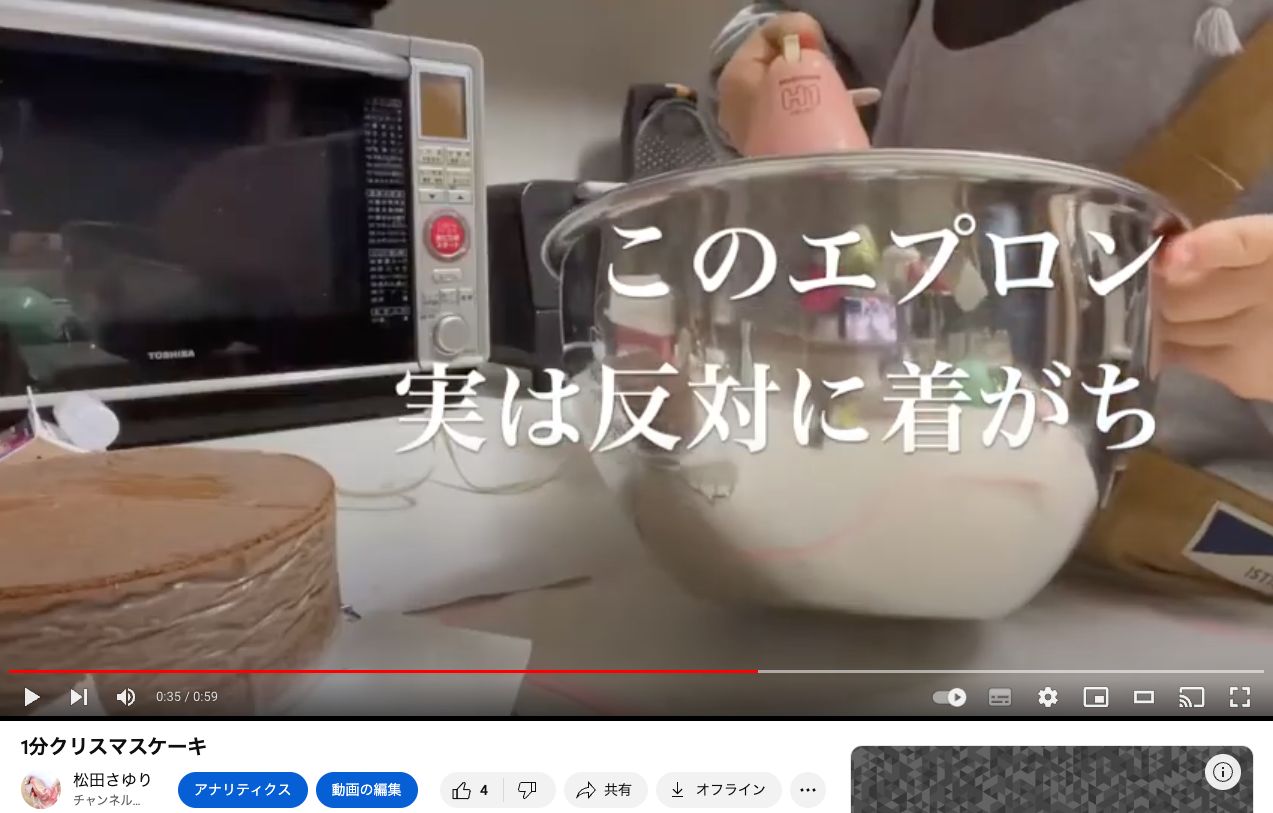 H1
TOSHIBA
このエプロン
実は反対に着がち
0:35 / 0:59
1分クリスマスケーキ
松田さゆり
チャンネル...
アナリティクス
動画の編集
4
共有
オフライン